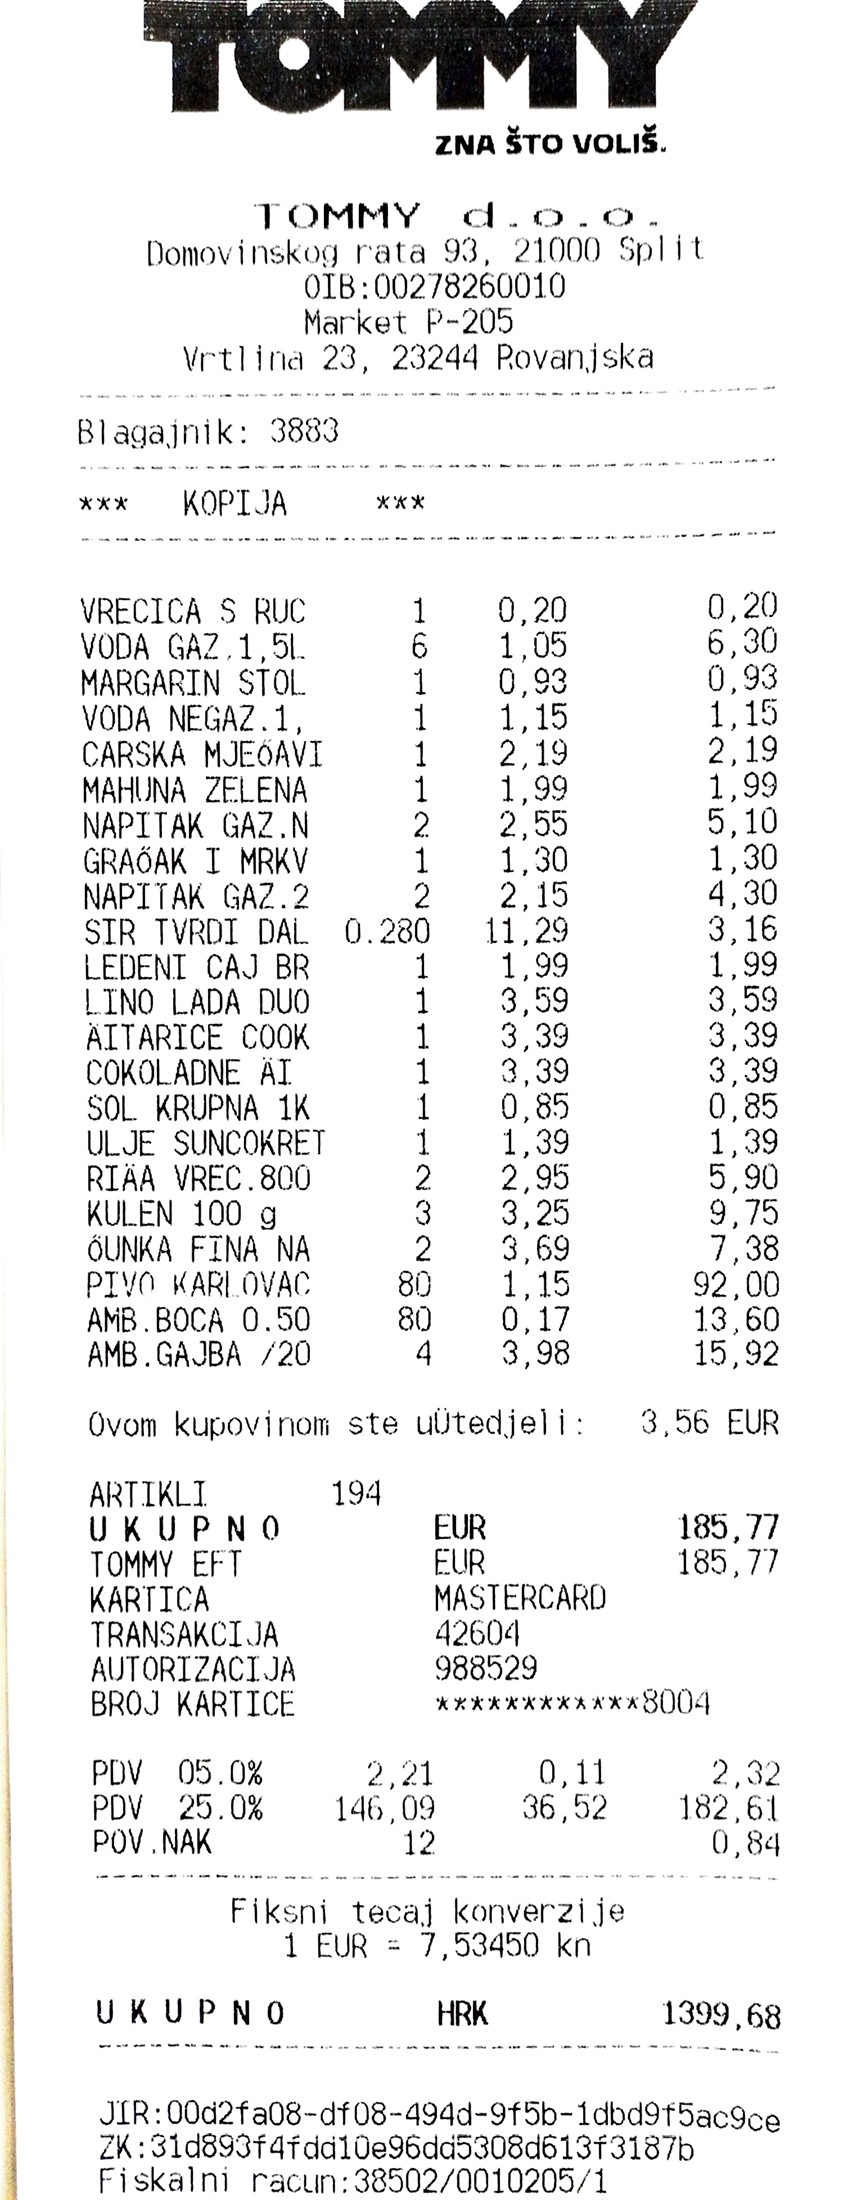 TOMMY
ZNA ŠTO VOLIŠ.
TOMMY d.o.o.
Domovinskog rata 93, 21000 Split
OIB:00278260010
Market P-205
Vrtlina 23, 23244 Rovanjska
Blagajnik: 3883
*** KOPIJA ***
VRECICA S RUC 1 0,20 0,20
VODA GAZ.1,5L 6 1,05 6,30
MARGARIN STOL 1 0,93 0,93
VODA NEGAZ.1, 1 1,15 1,15
CARSKA MJEÓAVI 1 2,19 2,19
MAHUNA ZELENA 1 1,99 1,99
NAPITAK GAZ.N 2 2,55 5,10
GRAÓAK I MRKV 1 1,30 1,30
NAPITAK GAZ.2 2 2,15 4,30
SIR TVRDI DAL 0.280 11,29 3,16
LEDENI CAJ BR 1 1,99 1,99
LINO LADA DUO 1 3,59 3,59
ÄITARICE COOK 1 3,39 3,39
COKOLADNE ÄI 1 3,39 3,39
SOL KRUPNA 1K 1 0,85 0,85
ULJE SUNCOKRET 1 1,39 1,39
RIÄA VREC.800 2 2,95 5,90
KULEN 100 g 3 3,25 9,75
ÓUNKA FINA NA 2 3,69 7,38
PIVO KARLOVAC 80 1,15 92,00
AMB.BOCA 0.50 80 0,17 13,60
AMB.GAJBA /20 4 3,98 15,92
Ovom kupovinom ste uÜtedjeli: 3,56 EUR
ARTIKLI 194
U K U P N O EUR 185,77
TOMMY EFT EUR 185,77
KARTICA MASTERCARD
TRANSAKCIJA 42604
AUTORIZACIJA 988529
BROJ KARTICE ************8004
PDV 05.0% 2,21 0,11 2,32
PDV 25.0% 146,09 36,52 182,61
POV.NAK 12 0,84
Fiksni tecaj konverzije
1 EUR = 7,53450 kn
U K U P N O HRK 1399,68
JIR:00d2fa08-df08-494d-9f5b-1dbd9f5ac9ce
ZK:31d893f4fdd10e96dd5308d613f3187b
Fiskalni racun:38502/0010205/1